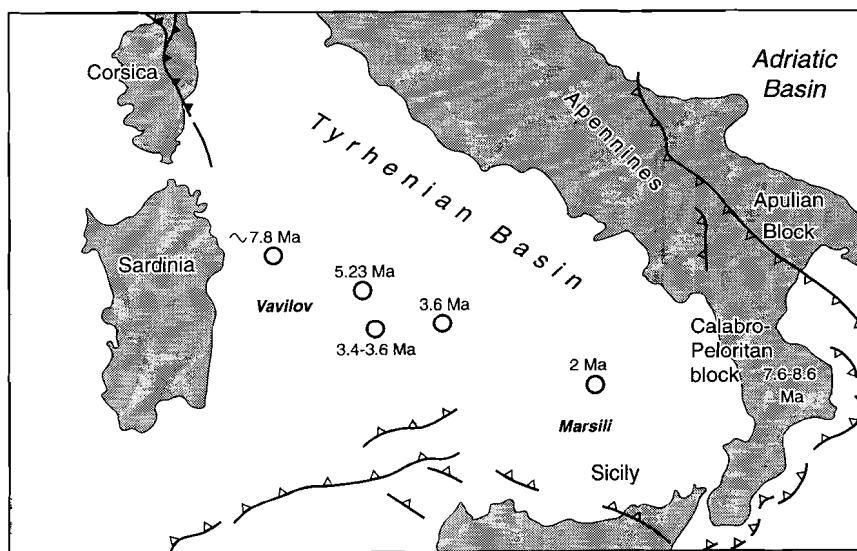 Corsica
Adriatic
Basin
Tyrhenian Basin
Apennines
Apulian
Block
Sardinia
~7.8 Ma
5.23 Ma
Vavilov
3.6 Ma
3.4-3.6 Ma
Calabro-
Peloritan
block
7.6-8.6
Ma
2 Ma
Marsili
Sicily